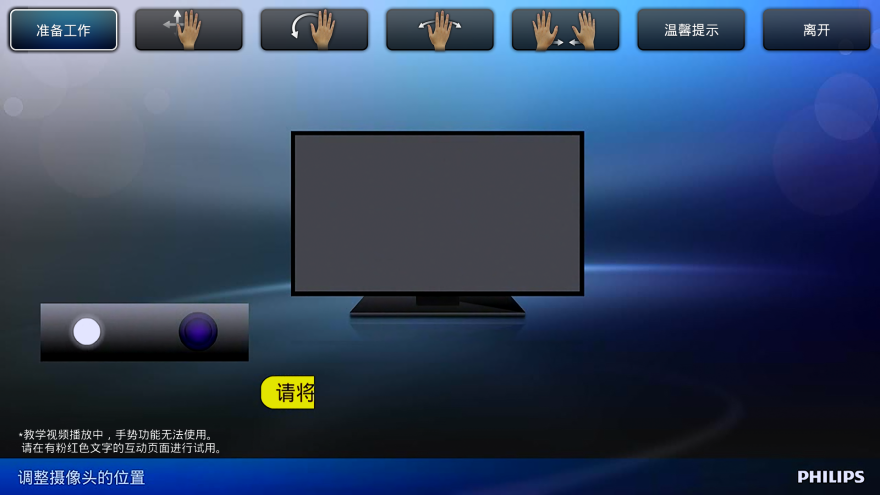 准备工作
温馨提示
离开
请将
*教学视频播放中，手势功能无法使用。
请在有粉红色文字的互动页面进行试用。
调整摄像头的位置
PHILIPS